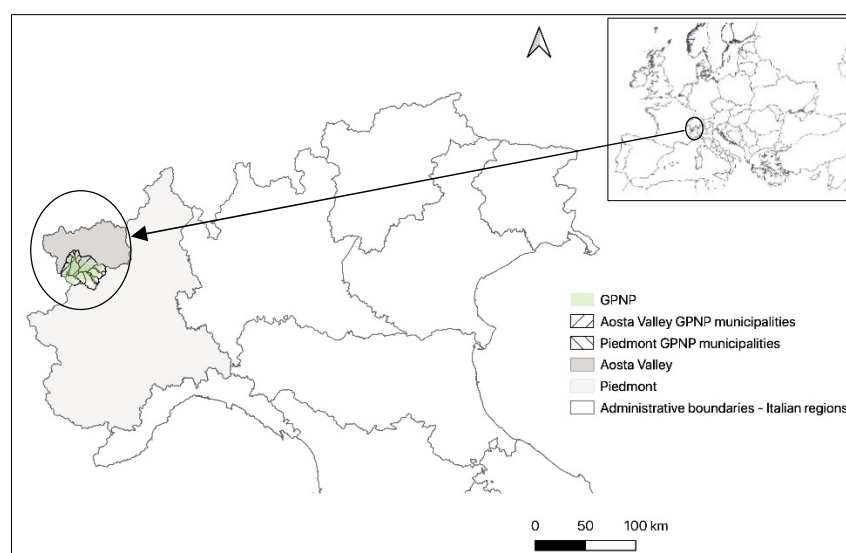 GPNP
Aosta Valley GPNP municipalities
Piedmont GPNP municipalities
Aosta Valley
Piedmont
Administrative boundaries - Italian regions
0 50 100 km